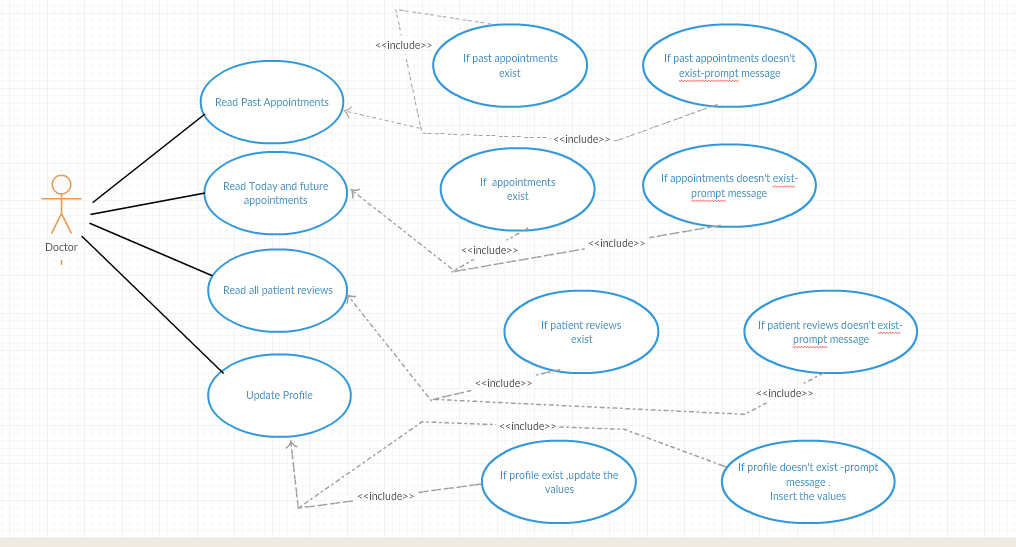 <<include>>
If past appointments
exist
If past appointments doesn't
exist-prompt message
Read Past Appointments
<<include>>
Read Today and future
appointments
If  appointments
exist
If appointments doesn't exist-
prompt message
Doctor
<<include>>
<<include>>
Read all patient reviews
If patient reviews
exist
If patient reviews doesn't exist-
prompt message
<<include>>
<<include>>
Update Profile
<<include>>
If profile exist ,update the
values
If profile doesn't exist -prompt
message .
Insert the values
<<include>>